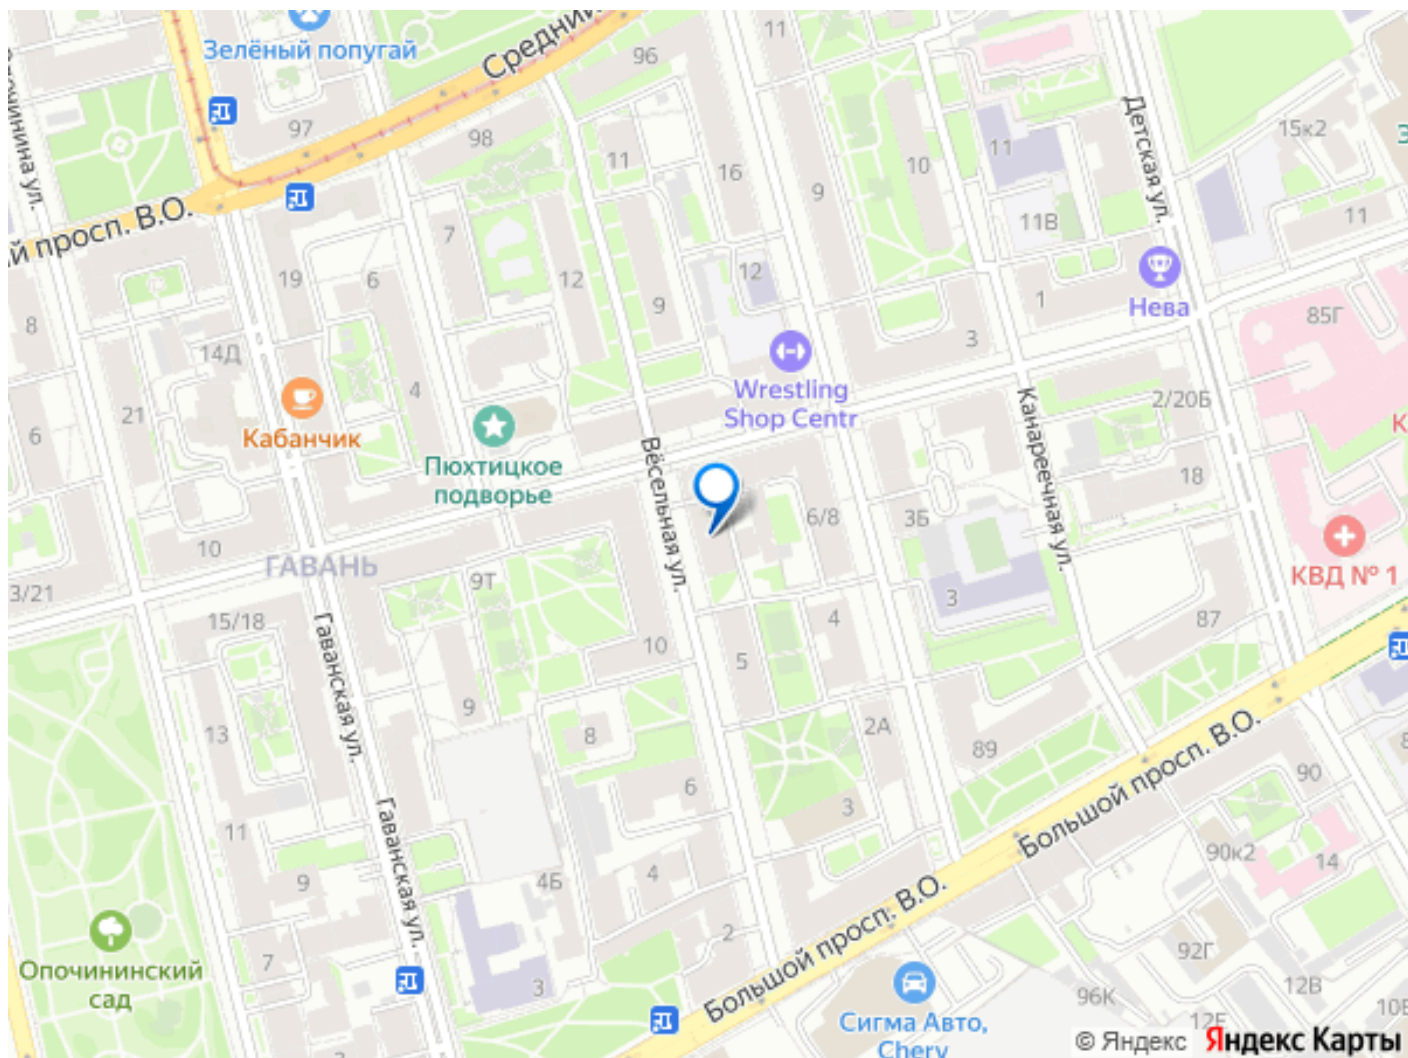 Зелёный попугай
Средний
96
11
97
98
11
16
10
9
11
15к2
Детская ул.
11В
11
й просп. В.О.
7
19
6
12
12
9
1
Нева
85Г
8
14Д
3
4
Wrestling
Shop Centr
Канареечная ул.
2/20Б
21
6
Кабанчик
Пюхтицкое
подворье
Вёсельная ул.
18
6/8
3Б
10
ГАВАНЬ
9Т
КВД № 1
3/21
15/18
3
4
87
Гаванская ул.
10
5
9
13
8
2А
89
Большой просп. В.О.
90
6
3
11
Гаванская ул.
90к2
14
9
4Б
4
Большой просп. В.О.
2
92Г
7
Опочининский
сад
3
96К
12В
Сигма Авто,
Chery
12Е
© Яндекс Яндекс Карты